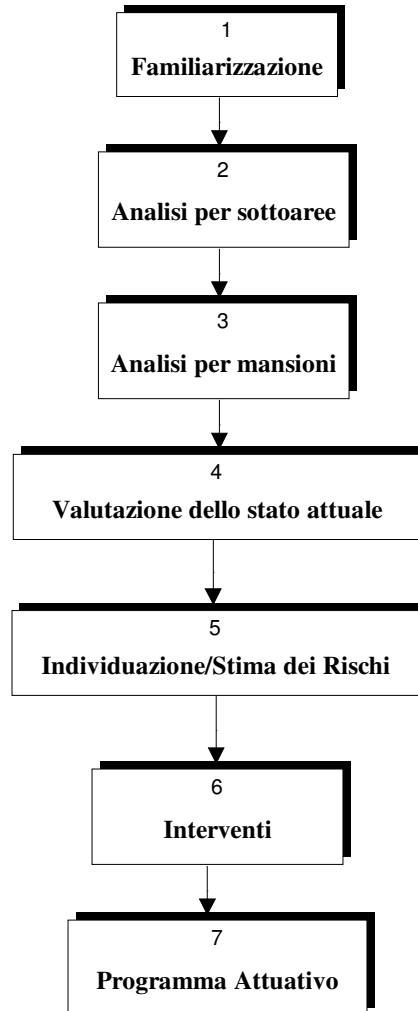 1
Familiarizzazione
2
Analisi per sottoaree
3
Analisi per mansioni
4
Valutazione dello stato attuale
5
Individuazione/Stima dei Rischi
6
Interventi
7
Programma Attuativo